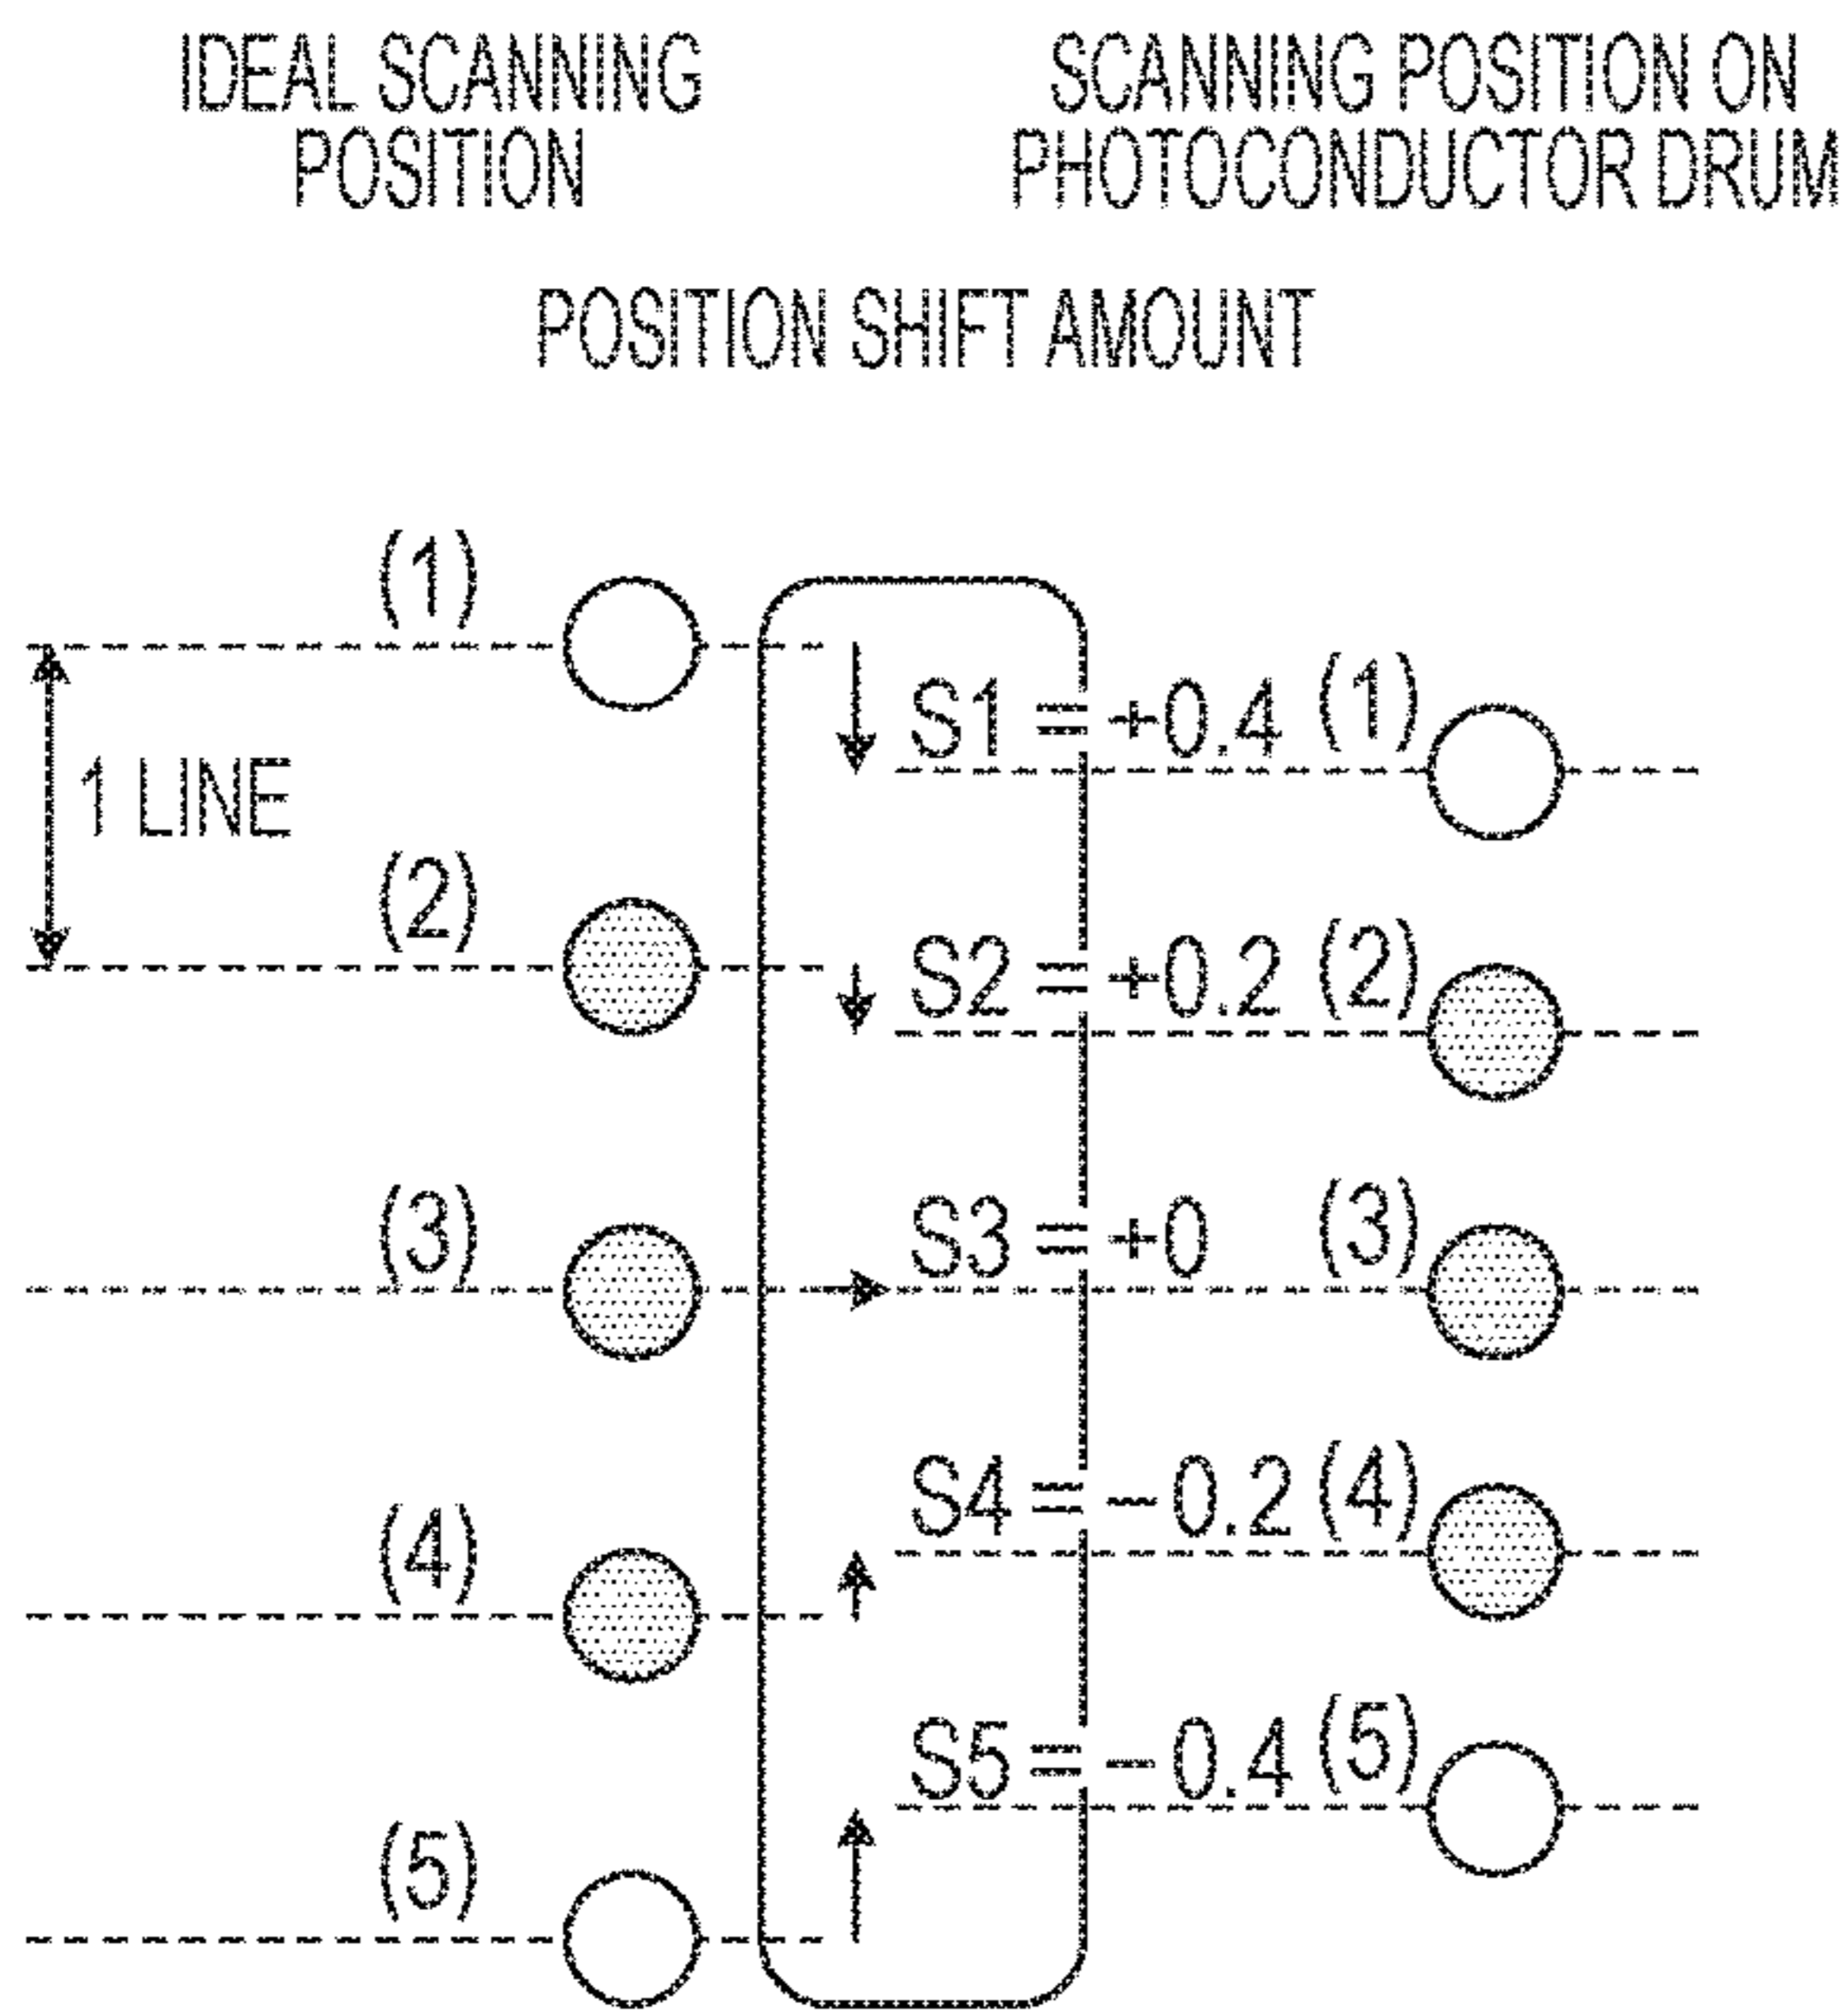 IDEAL SCANNING
POSITION
SCANNING POSITION ON
PHOTOCONDUCTOR DRUM
POSITION SHIFT AMOUNT
(1)
S1 = +0.4 (1)
1 LINE
(2)
S2 = +0.2 (2)
(3)
S3 = +0 (3)
(4)
S4 = -0.2 (4)
(5)
S5 = -0.4 (5)